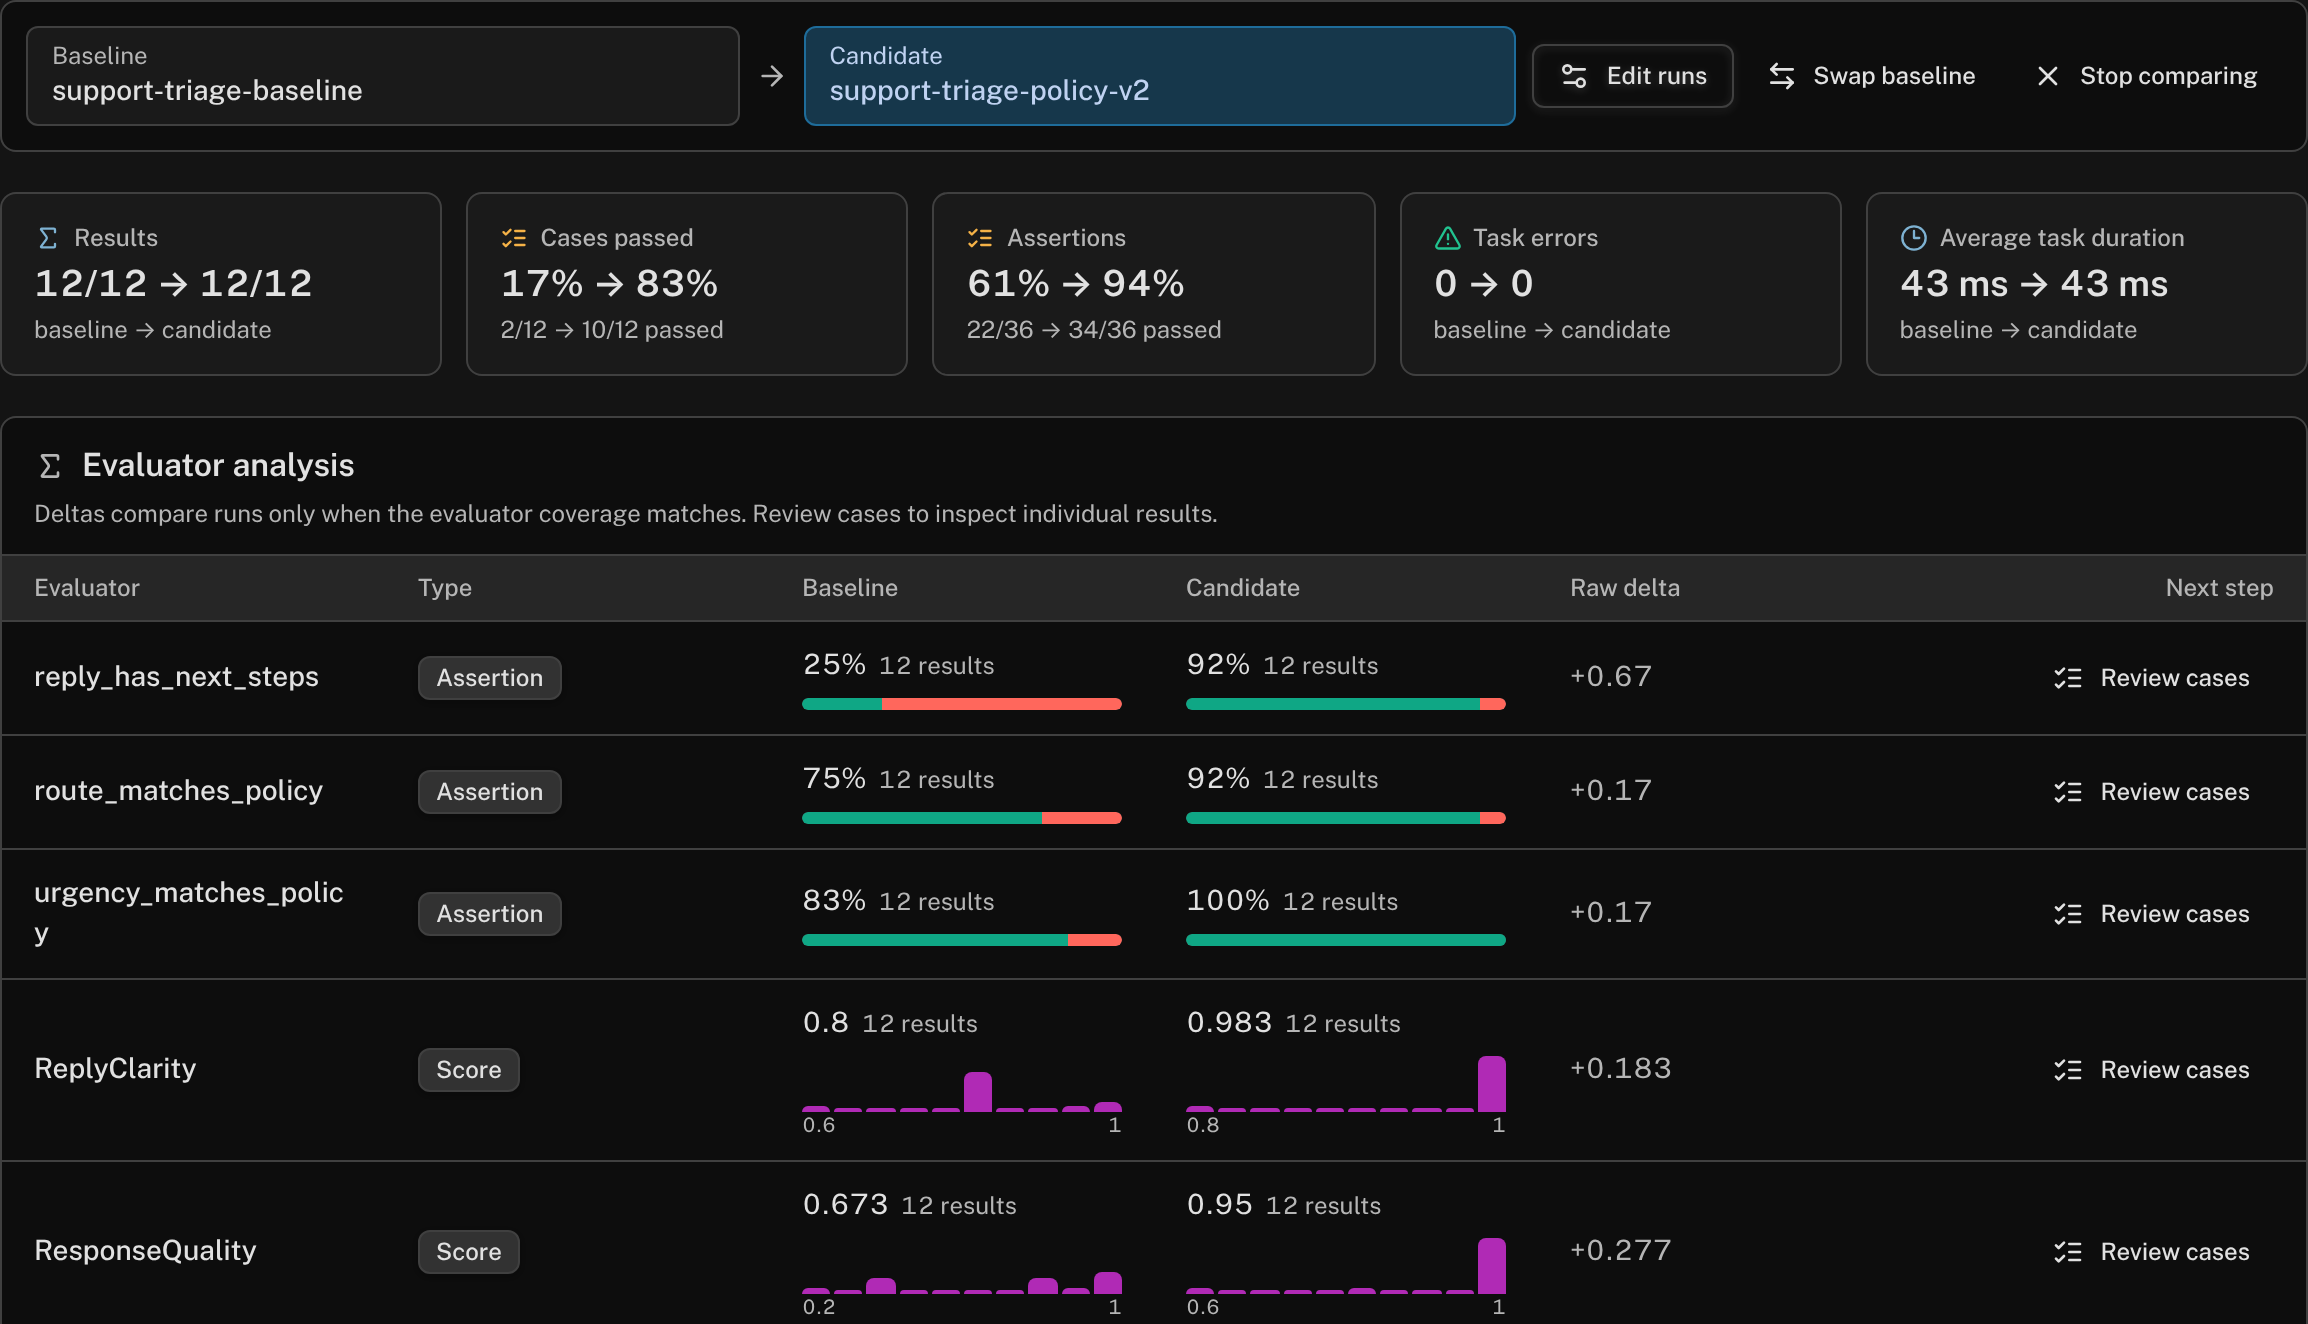 Baseline
support-triage-baseline
→
Candidate
support-triage-policy-v2
Edit runs
Swap baseline
Stop comparing
Results
12/12 → 12/12
baseline → candidate
Cases passed
17% → 83%
2/12 → 10/12 passed
Assertions
61% → 94%
22/36 → 34/36 passed
Task errors
0 → 0
baseline → candidate
Average task duration
43 ms → 43 ms
baseline → candidate
Evaluator analysis
Deltas compare runs only when the evaluator coverage matches. Review cases to inspect individual results.
Evaluator Type Baseline Candidate Raw delta Next step
reply_has_next_steps Assertion 25% 12 results 92% 12 results +0.67 Review cases
route_matches_policy Assertion 75% 12 results 92% 12 results +0.17 Review cases
urgency_matches_polic
y
Assertion 83% 12 results 100% 12 results +0.17 Review cases
ReplyClarity Score 0.8 12 results 0.983 12 results +0.183 Review cases
0.6 1 0.8 1
ResponseQuality Score 0.673 12 results 0.95 12 results +0.277 Review cases
0.2 1 0.6 1